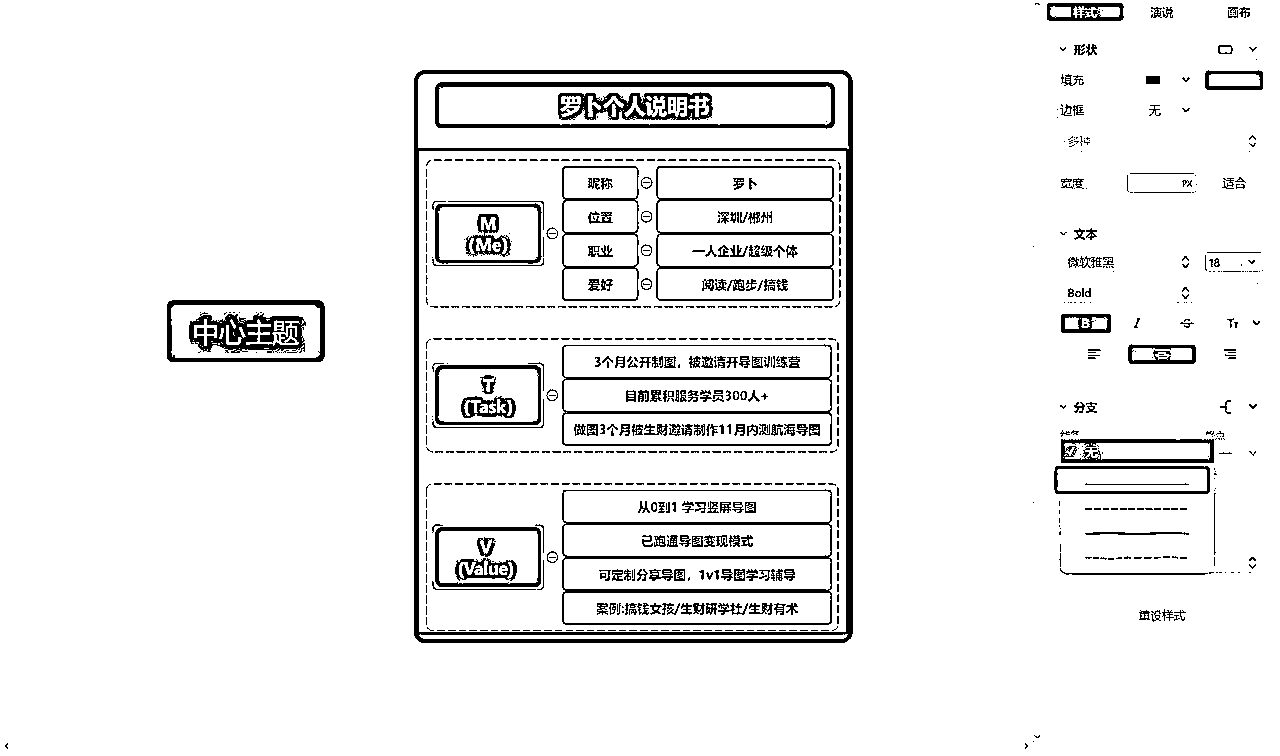 样式 演说 画布
形状
填充
边框 无
多种
宽度 PX 适合
文本
微软雅黑 18
Bold
B I S Tт
分支
无
重设样式
中心主题
罗卜个人说明书
M
(Me)
昵称 罗卜
位置 深圳/郴州
职业 一人企业/超级个体
爱好 阅读/跑步/搞钱
T
(Task)
3个月公开制图，被邀请开导图训练营
目前累积服务学员300人+
做图3个月被生财邀请制作11月内测航海导图
V
(Value)
从0到1 学习竖屏导图
已跑通导图变现模式
可定制分享导图，1v1导图学习辅导
案例:搞钱女孩/生财研学社/生财有术